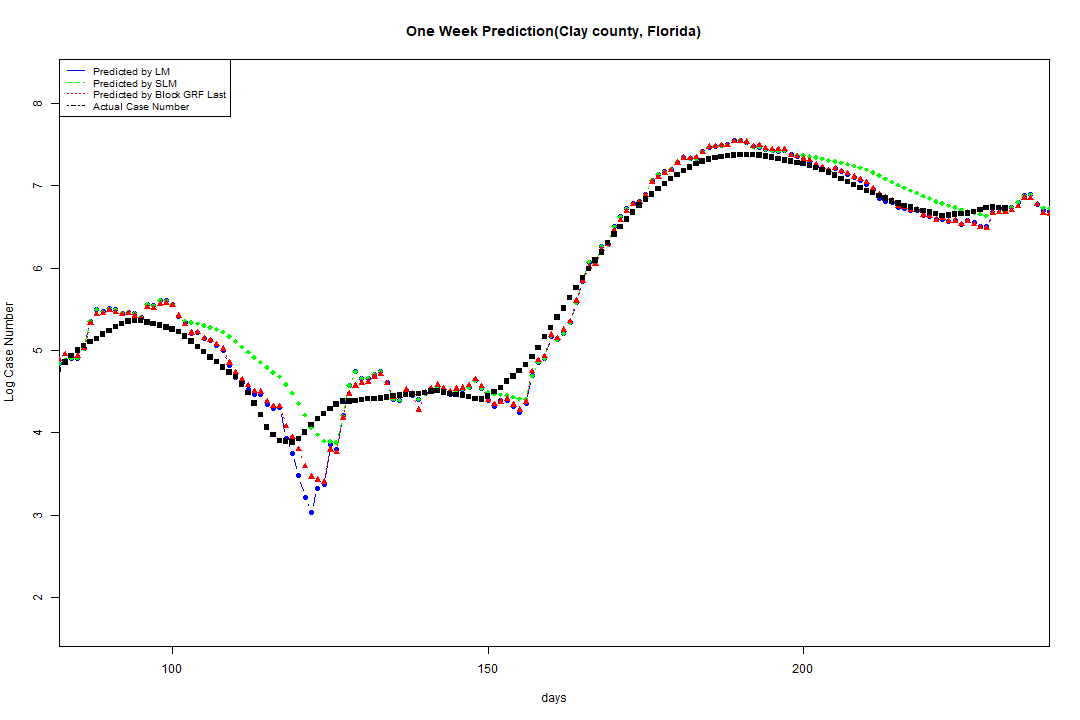 One Week Prediction(Clay county, Florida)
Predicted by LM
Predicted by SLM
Predicted by Block GRF Last
Actual Case Number
8
7
6
5
4
3
2
Log Case Number
100 150 200
days